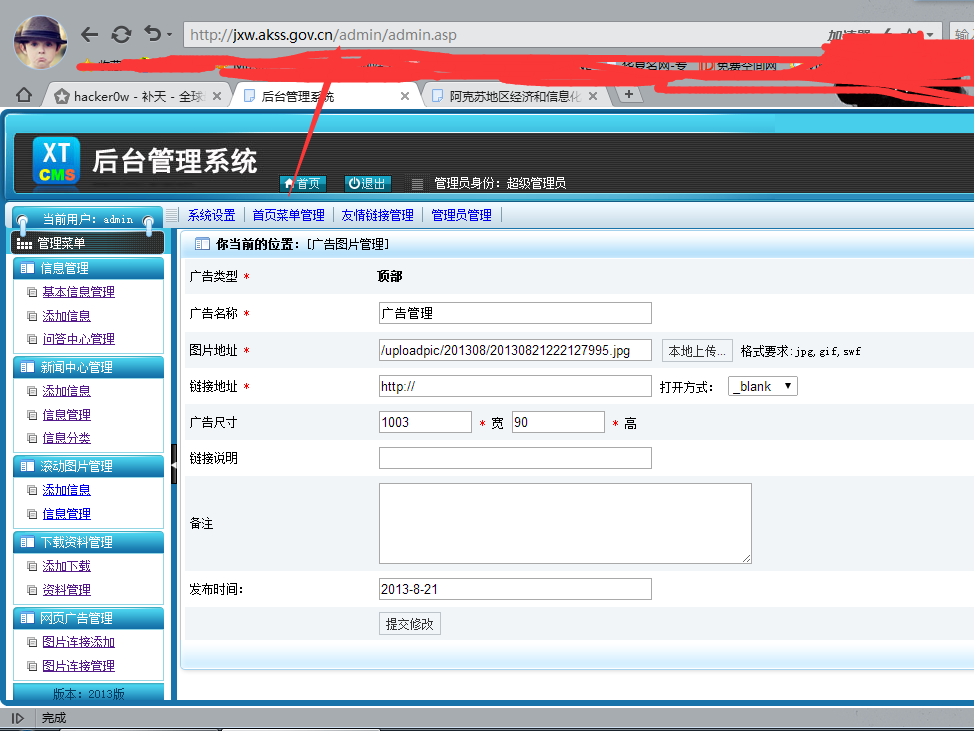 http://jxw.akss.gov.cn/admin/admin.asp
hacker0w - 补天 - 全球
后台管理系统
阿克苏地区经济和信息化
XT
CMS
后台管理系统
首页
退出
管理员身份：超级管理员
当前用户：admin
系统设置
首页菜单管理
友情链接管理
管理员管理
管理菜单
你当前的位置：[广告图片管理]
信息管理
基本信息管理
添加信息
问答中心管理
新闻中心管理
添加信息
信息管理
信息分类
滚动图片管理
添加信息
信息管理
下载资料管理
添加下载
资料管理
网页广告管理
图片连接添加
图片连接管理
版本：2013版
广告类型 * 顶部
广告名称 * 广告管理
图片地址 * /uploadpic/201308/20130821222127995.jpg 本地上传... 格式要求:jpg,gif,swf
链接地址 * http:// 打开方式： _blank
广告尺寸 1003 * 宽 90 * 高
链接说明
备注
发布时间： 2013-8-21
提交修改
完成